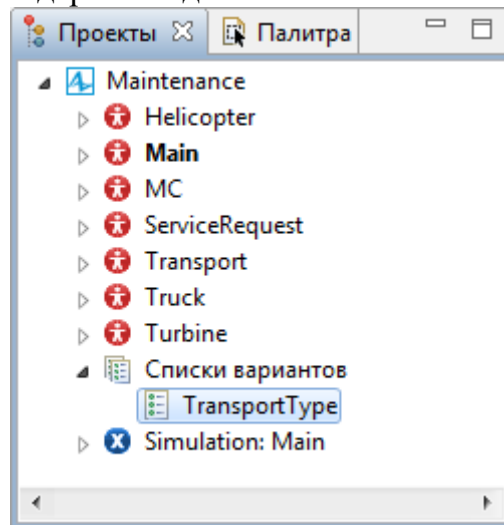 Проекты Палитра
Maintenance
Helicopter
Main
MC
ServiceRequest
Transport
Truck
Turbine
Списки вариантов
TransportType
Simulation: Main